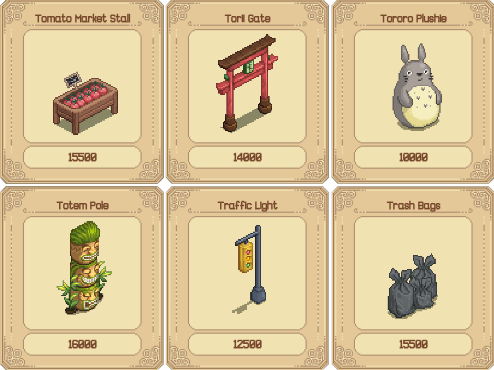 Tomato Market Stall
15500
Torii Gate
14000
Tororo Plushie
10000
Totem Pole
16000
Traffic Light
12500
Trash Bags
15500